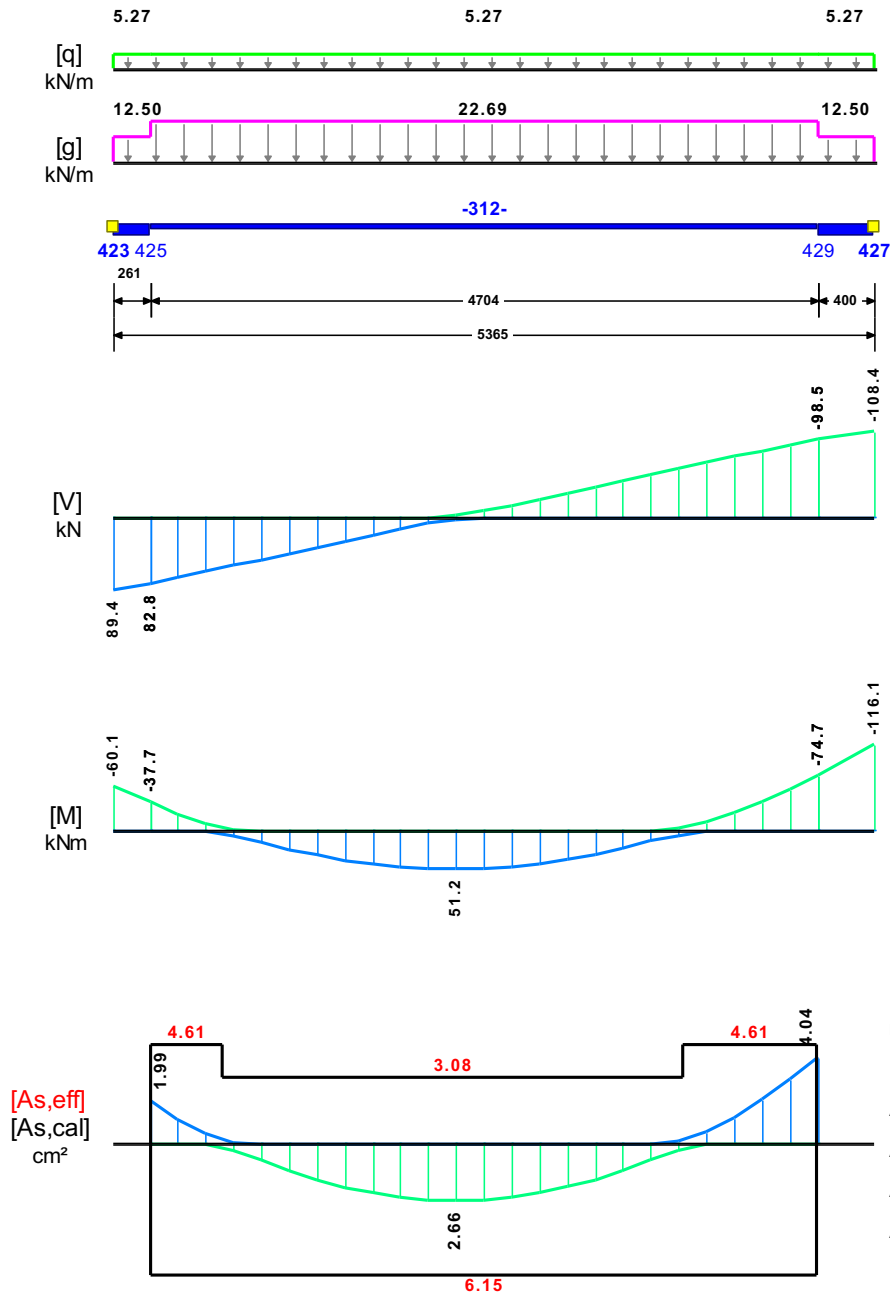 5.27 5.27 5.27
[q]
kN/m
12.50 22.69 12.50
[g]
kN/m
-312-
423 425 429 427
261
4704 400
5365
-98.5 -108.4
[V]
kN
89.4 82.8
-60.1 -37.7 -74.7 -116.1
[M]
kNm
51.2
4.61 4.61
1.99 3.08 4.04
[As,eff]
[As,cal]
cm²
2.66
6.15